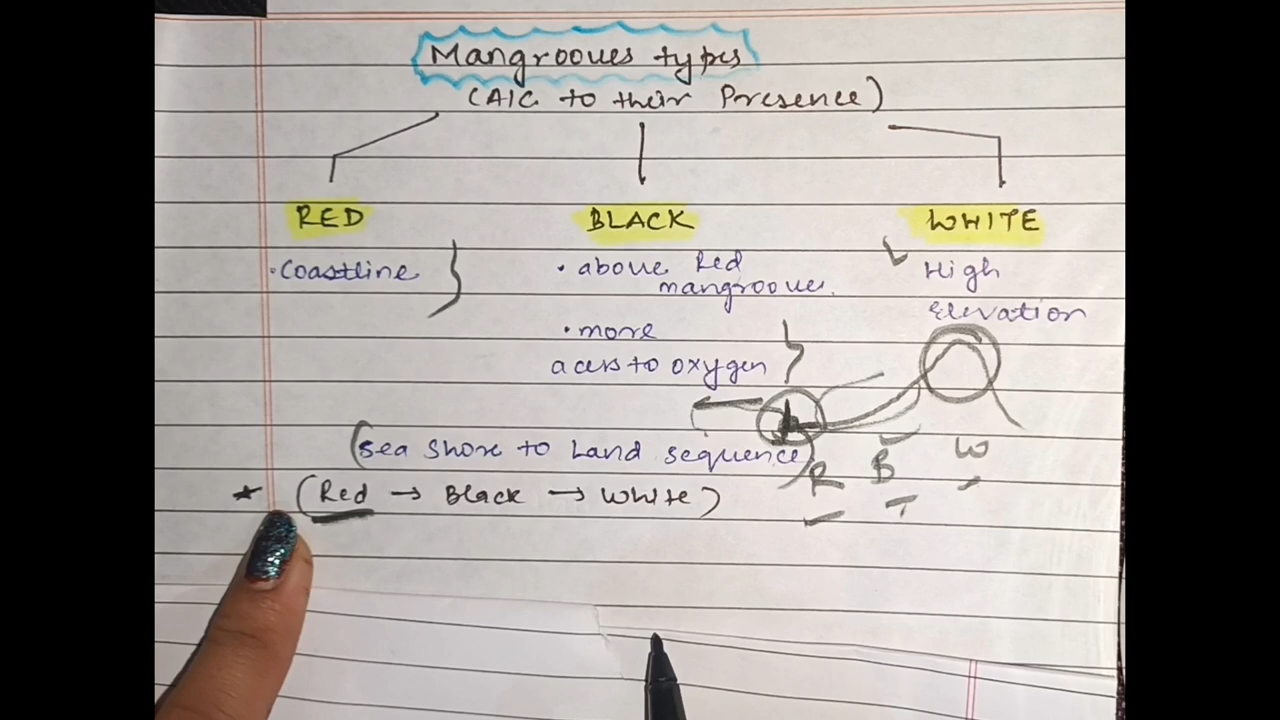 Mangrooves types
(A/C to their Presence)
RED
BLACK
WHITE
• Coastline
• above Red
mangrooves.
• more
acess to oxygen
High
Elevation
(sea shore to Land sequence)
R
B
W
★ (Red → Black → White)